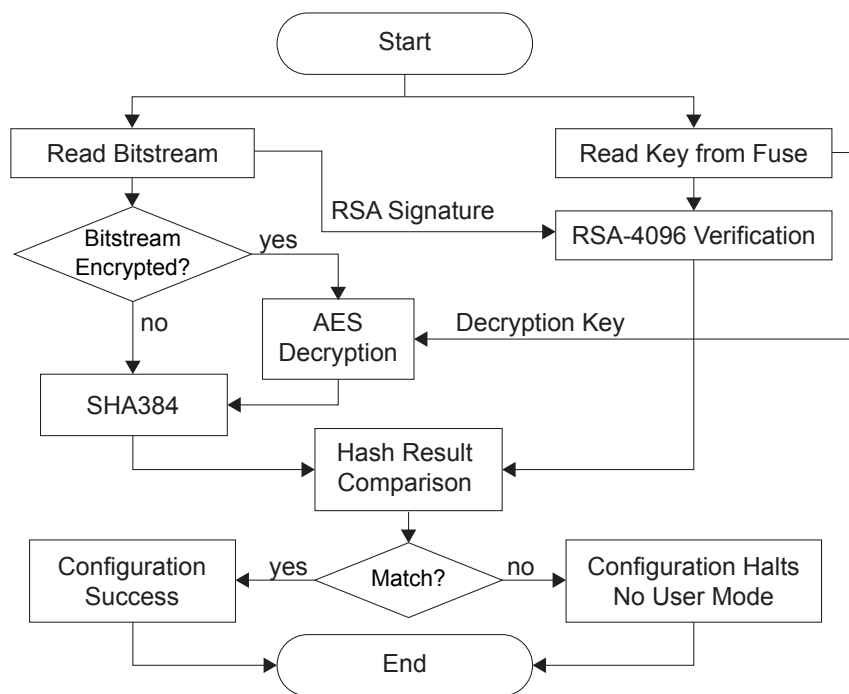 Start
Read Bitstream
Read Key from Fuse
RSA Signature
RSA-4096 Verification
Bitstream
Encrypted?
yes
no
AES
Decryption
Decryption Key
SHA384
Hash Result
Comparison
Configuration
Success
yes
Match?
no
Configuration Halts
No User Mode
End